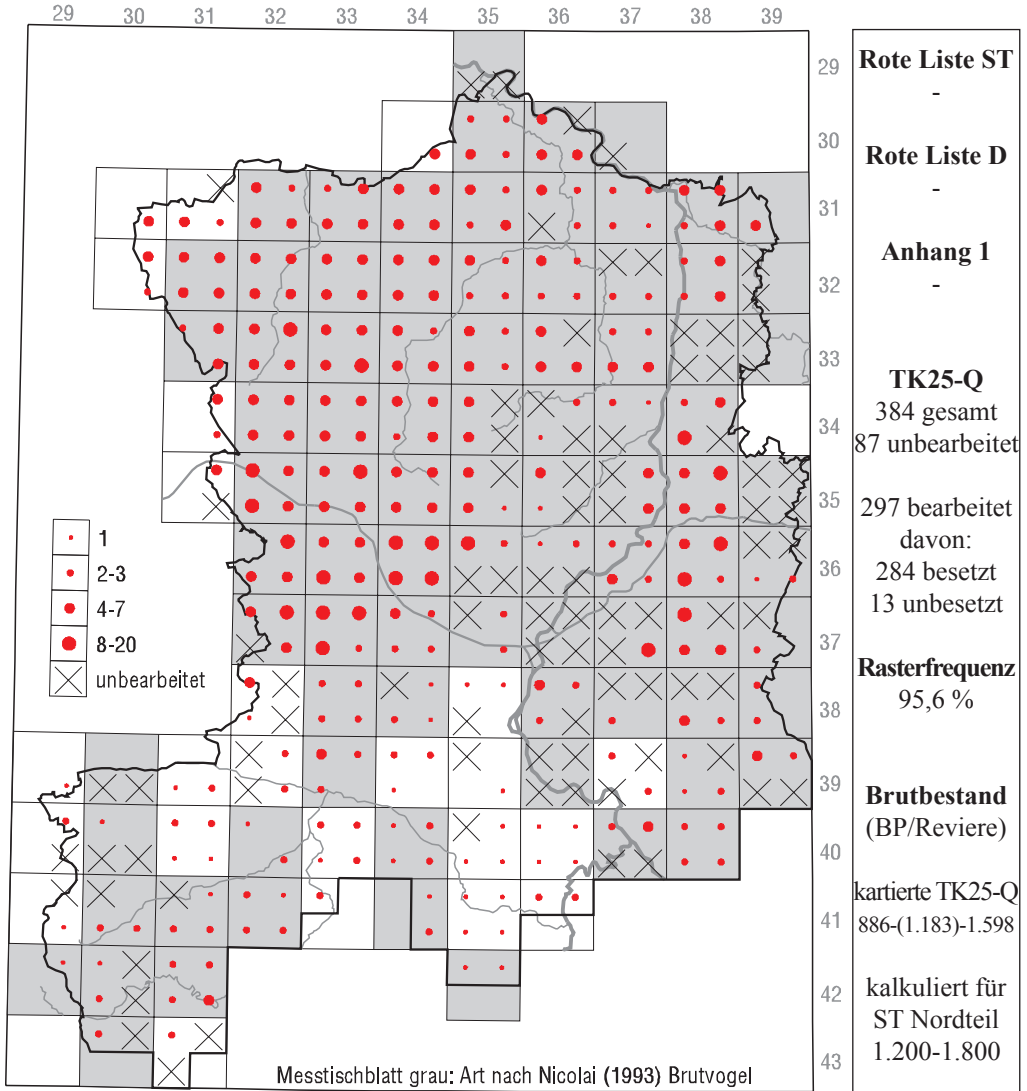 29 30 31 32 33 34 35 36 37 38 39
29
30
31
32
33
34
35
36
37
38
39
40
41
42
43
1
2-3
4-7
8-20
unbearbeitet
Messtischblatt grau: Art nach Nicolai (1993) Brutvogel
Rote Liste ST
-
Rote Liste D
-
Anhang 1
-
TK25-Q
384 gesamt
87 unbearbeitet
297 bearbeitet
davon:
284 besetzt
13 unbesetzt
Rasterfrequenz
95,6 %
Brutbestand
(BP/Reviere)
kartierte TK25-Q
886-(1.183)-1.598
kalkuliert für
ST Nordteil
1.200-1.800